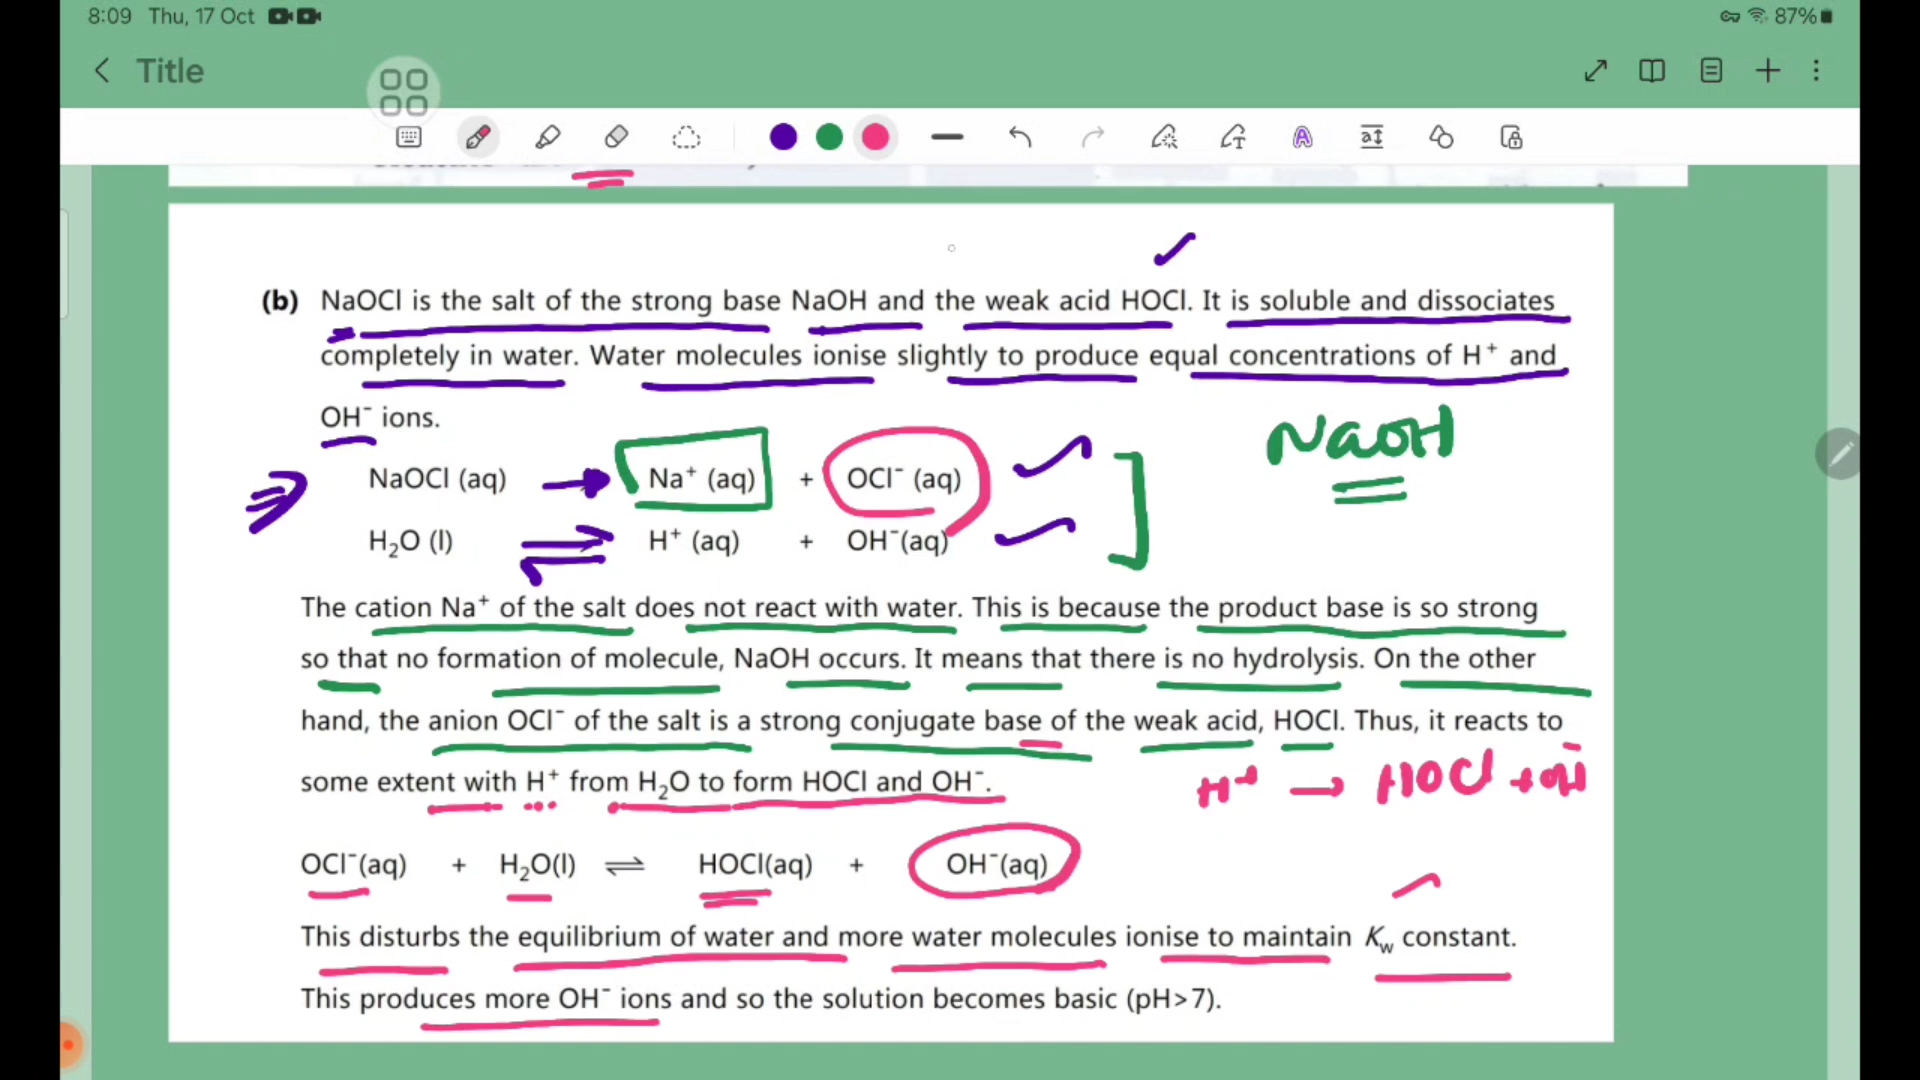 8:09 Thu, 17 Oct 87%
Title
(b) NaOCl is the salt of the strong base NaOH and the weak acid HOCl. It is soluble and dissociates
completely in water. Water molecules ionise slightly to produce equal concentrations of H⁺ and
OH⁻ ions.
NaOH
NaOCl (aq) → Na⁺ (aq) + OCl⁻ (aq)
H₂O (l) ⇌ H⁺ (aq) + OH⁻(aq)
The cation Na⁺ of the salt does not react with water. This is because the product base is so strong
so that no formation of molecule, NaOH occurs. It means that there is no hydrolysis. On the other
hand, the anion OCl⁻ of the salt is a strong conjugate base of the weak acid, HOCl. Thus, it reacts to
some extent with H⁺ from H₂O to form HOCl and OH⁻.
H⁺ → HOCl + OH⁻
OCl⁻(aq) + H₂O(l) ⇌ HOCl(aq) + OH⁻(aq)
This disturbs the equilibrium of water and more water molecules ionise to maintain Kw constant.
This produces more OH⁻ ions and so the solution becomes basic (pH>7).